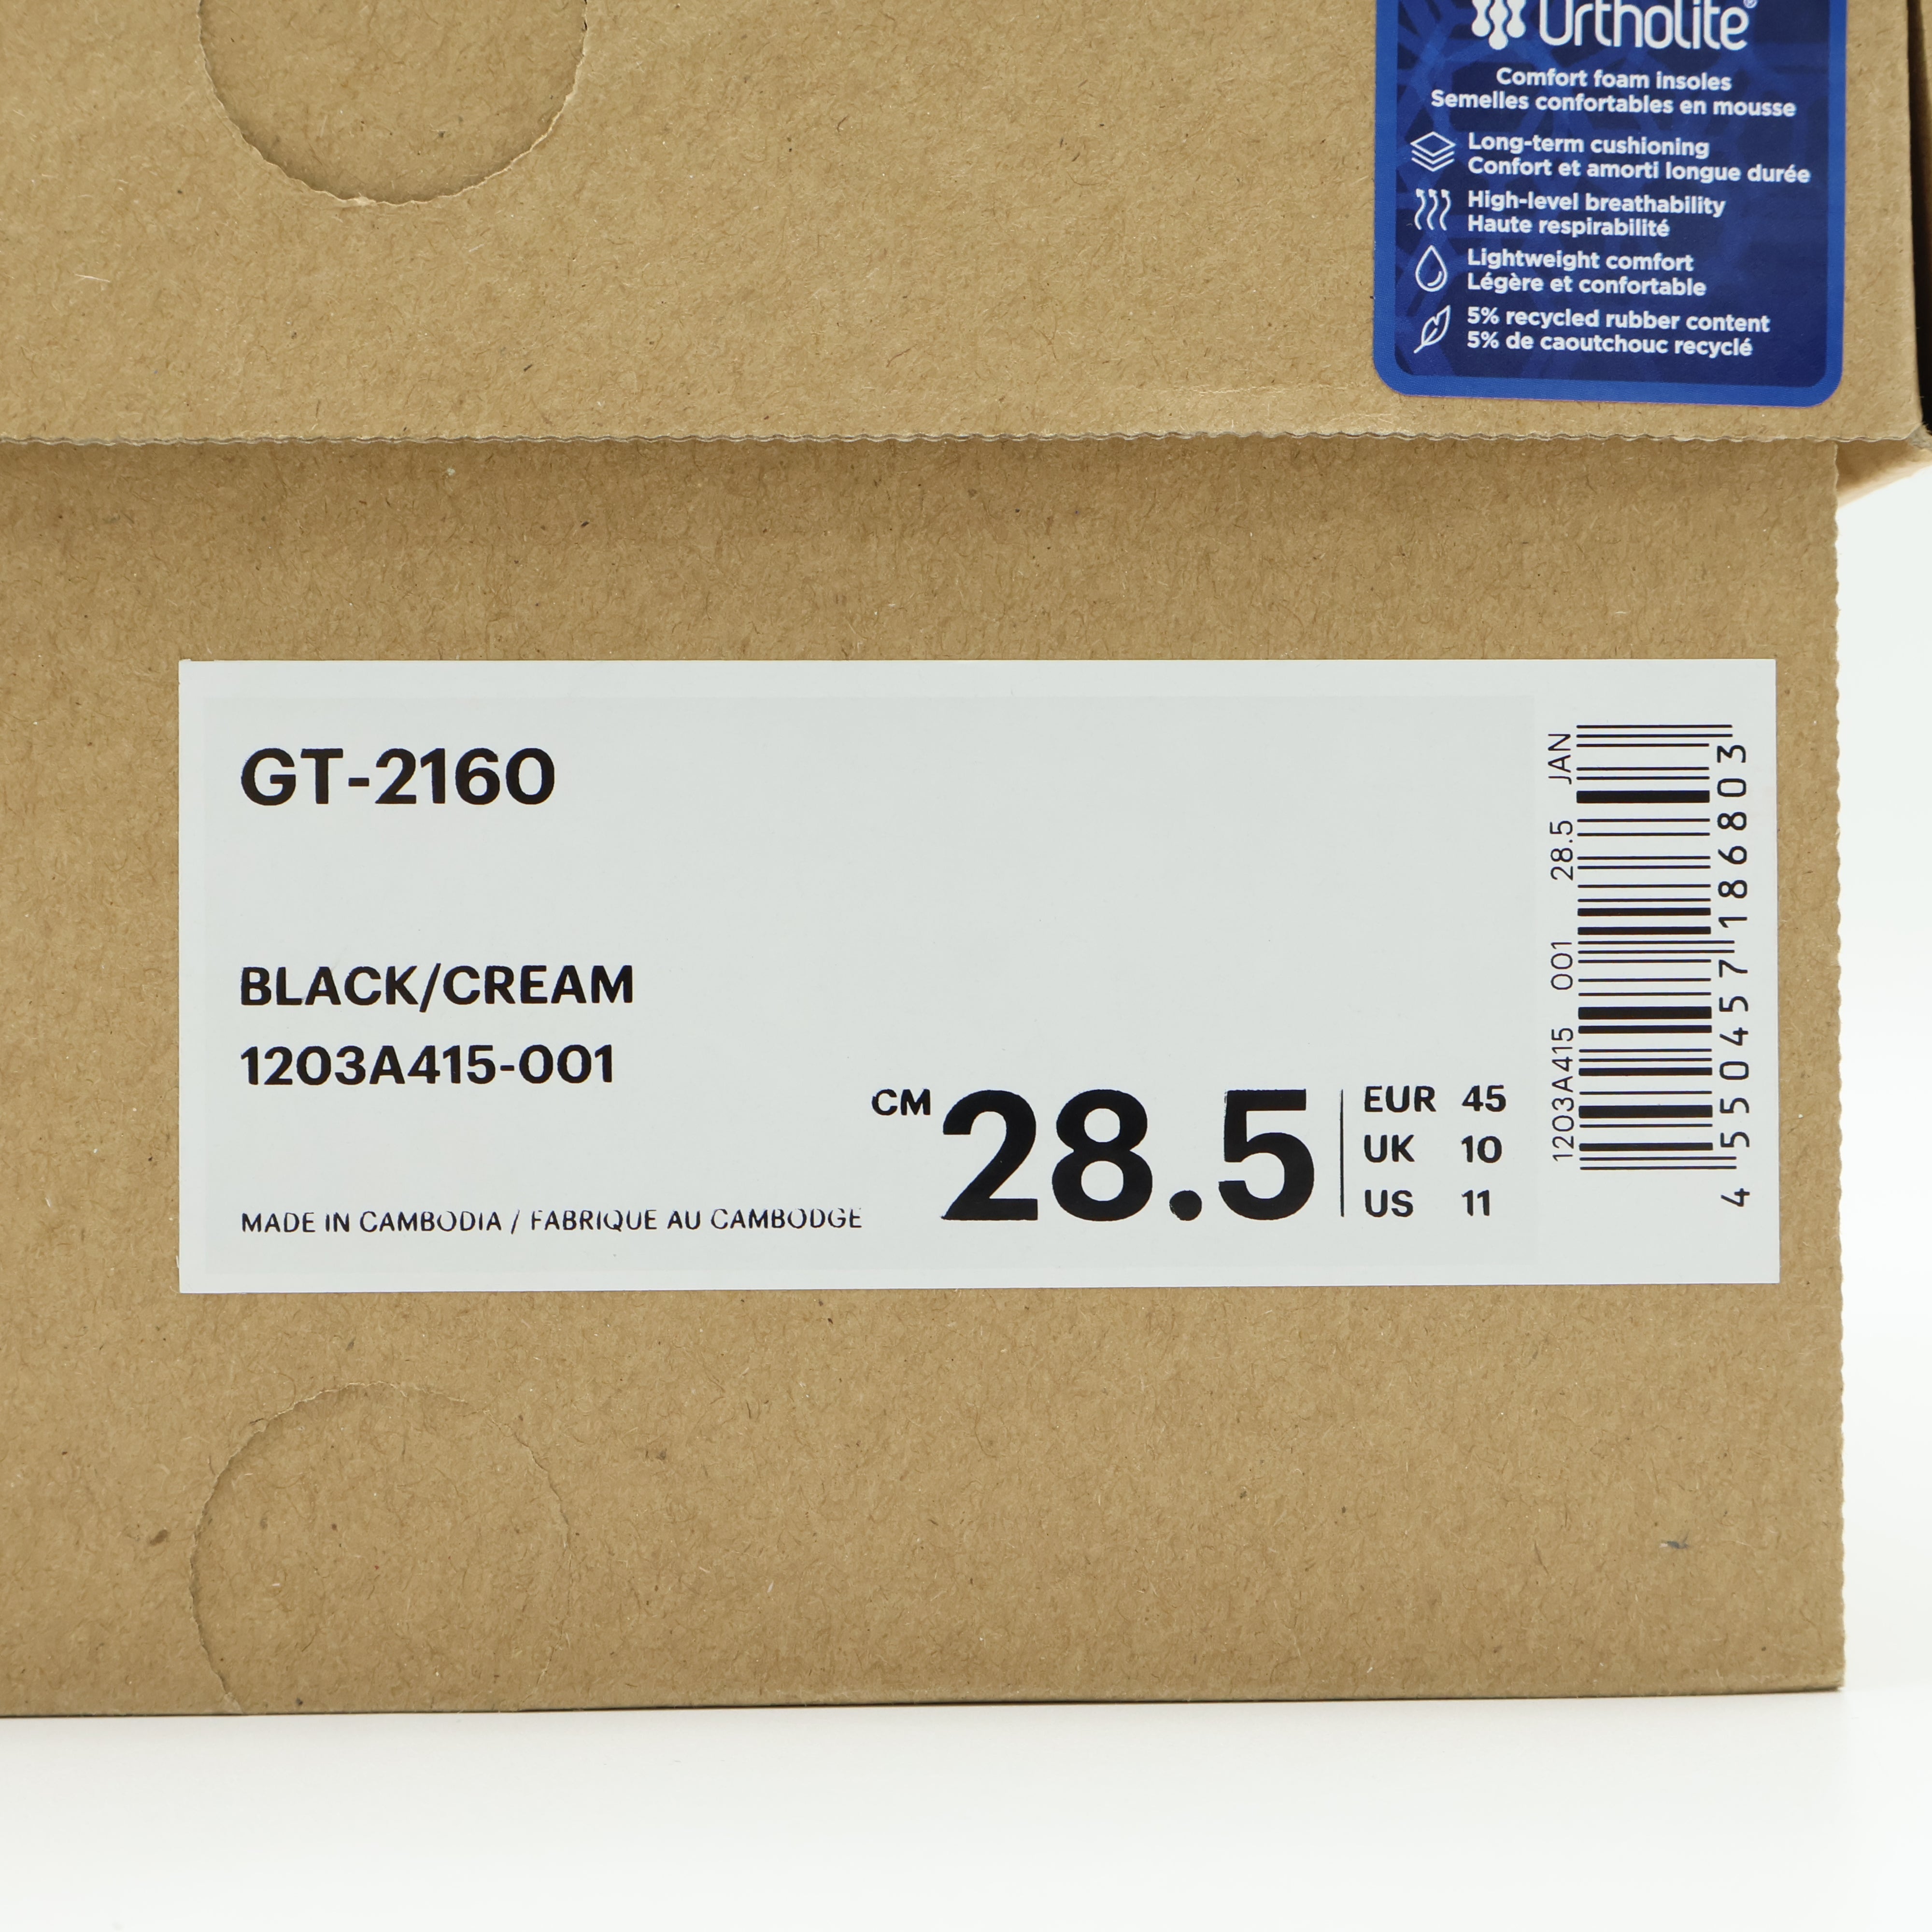 Ortholite®
Comfort foam insoles
Semelles confortables en mousse
Long-term cushioning
Confort et amorti longue durée
High-level breathability
Haute respirabilité
Lightweight comfort
Légère et confortable
5% recycled rubber content
5% de caoutchouc recyclé
GT-2160
BLACK/CREAM
1203A415-001
CM 28.5
EUR 45
UK 10
US 11
MADE IN CAMBODIA / FABRIQUE AU CAMBODGE
1203A415 001 28.5 JAN
4550457186803